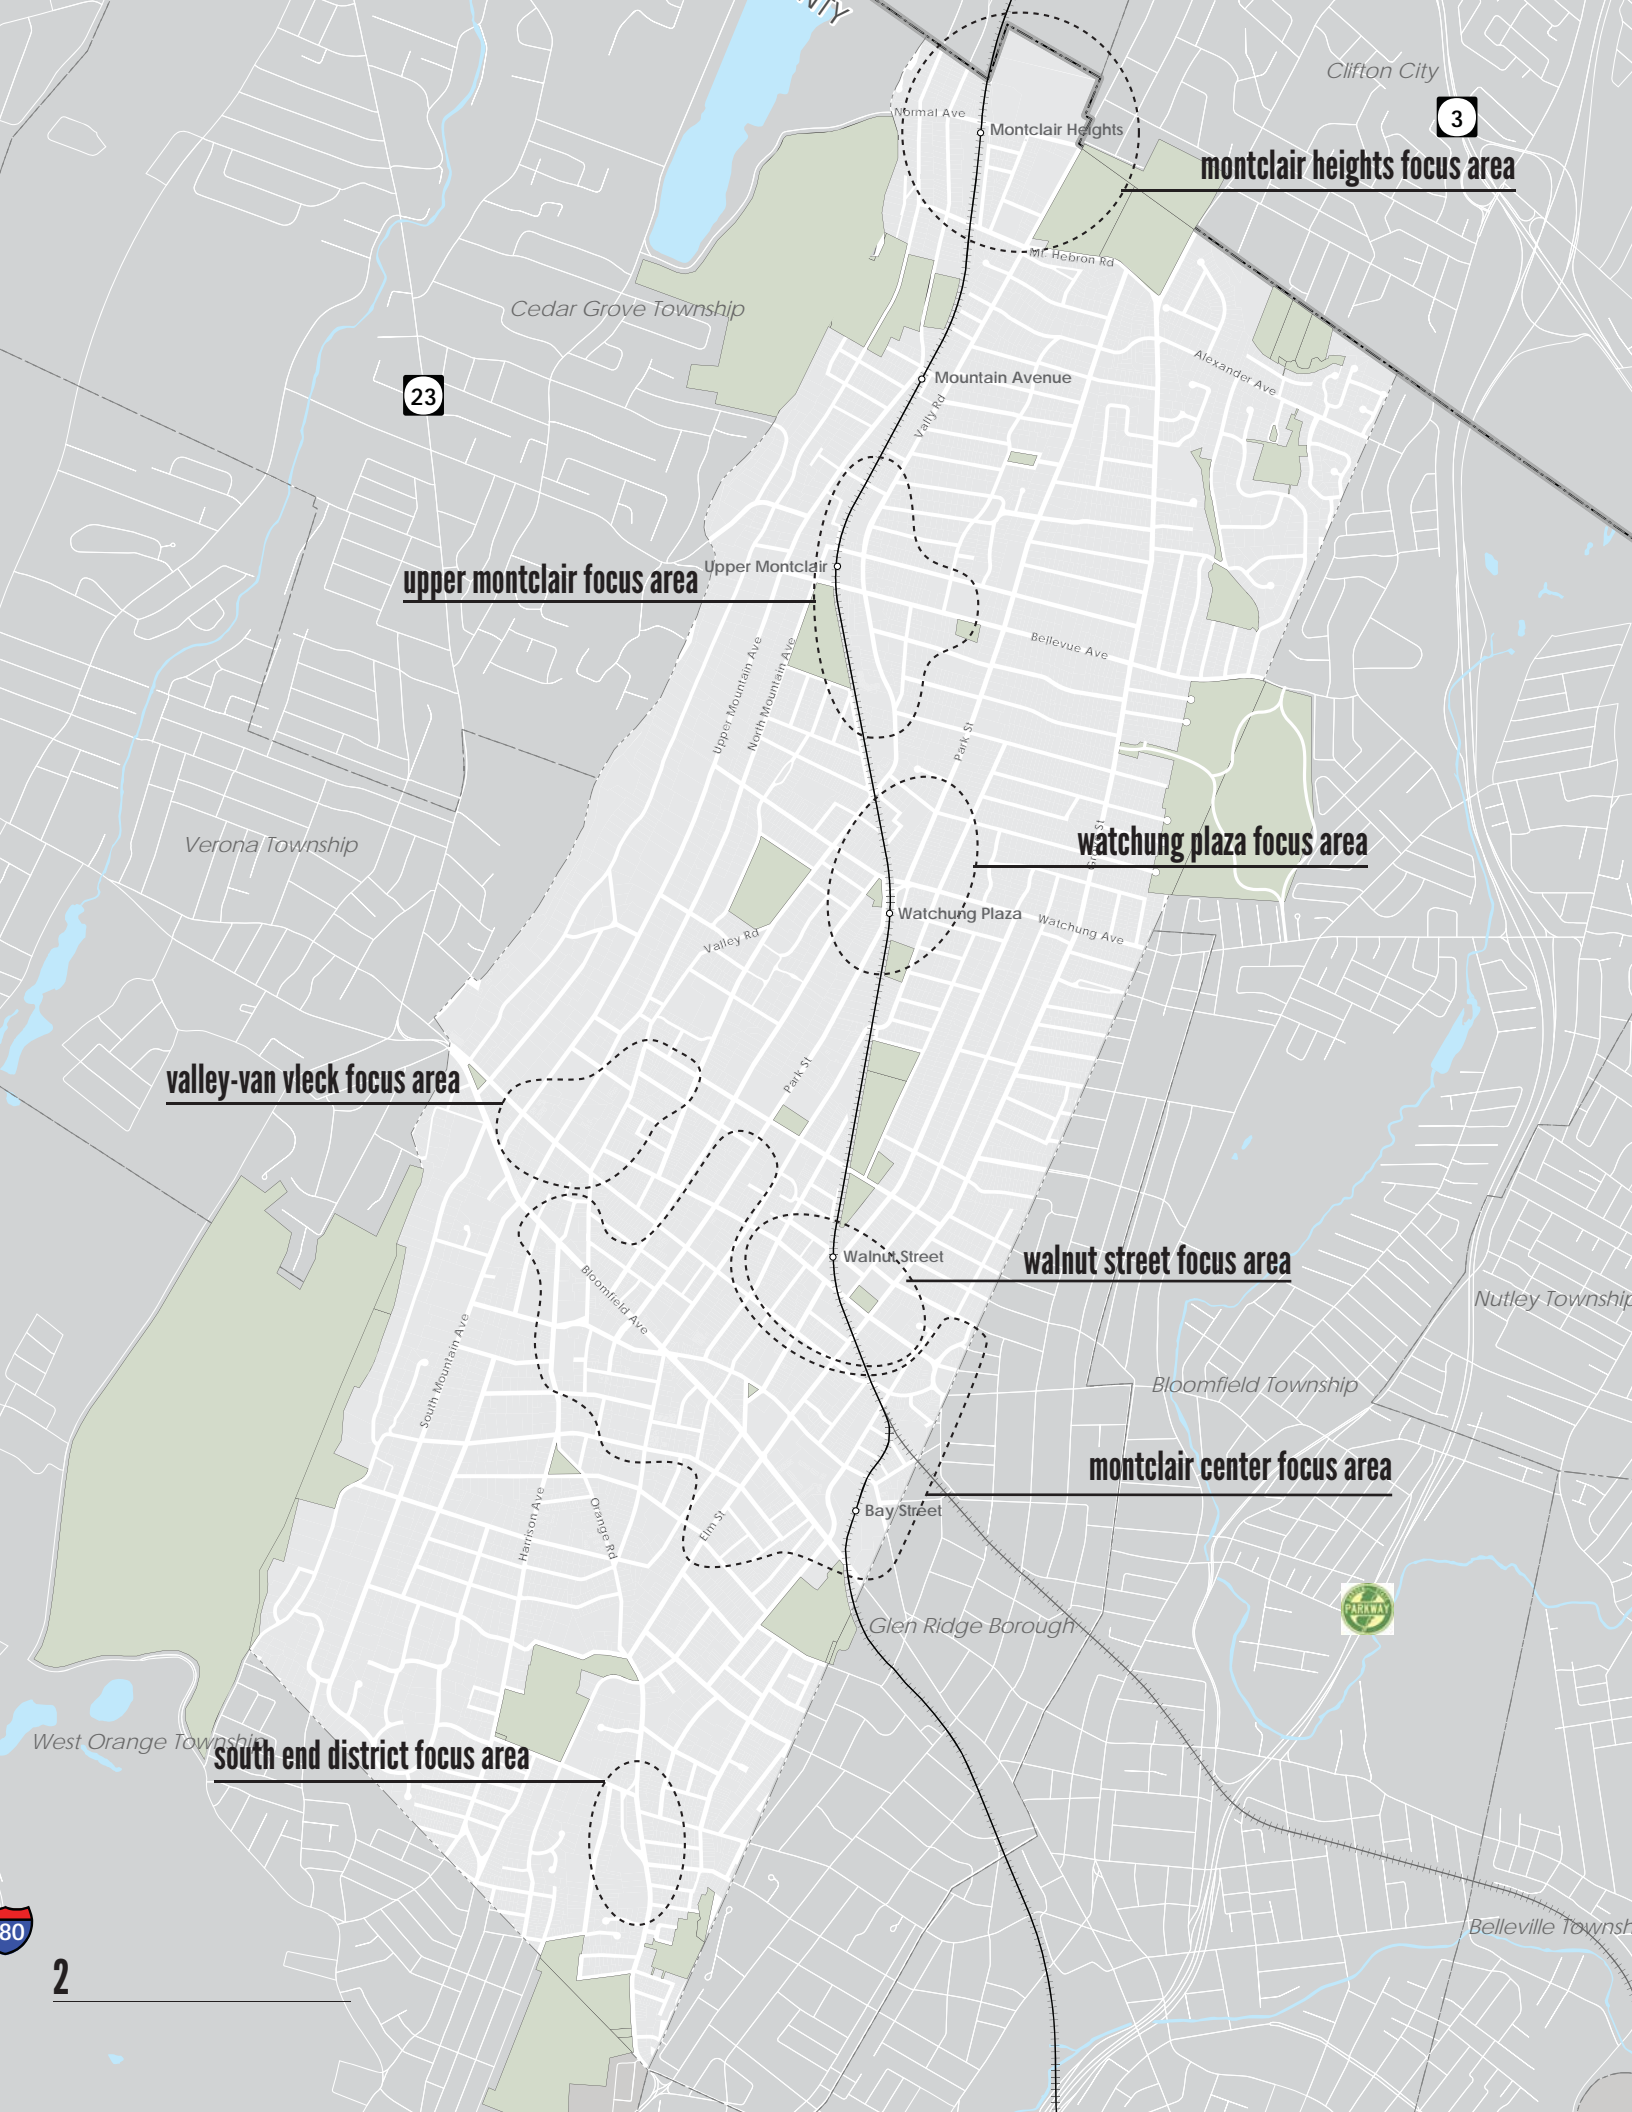 NTY
Clifton City
3
Normal Ave
Montclair Heights
montclair heights focus area
Mt. Hebron Rd
Cedar Grove Township
Alexander Ave
Mountain Avenue
23
Vally Rd
Upper Montclair
upper montclair focus area
Bellevue Ave
Upper Mountain Ave
North Mountain Ave
Park St
watchung plaza focus area
Verona Township
Watchung Plaza
Watchung Ave
Valley Rd
valley-van vleck focus area
Park St
Walnut Street
walnut street focus area
Bloomfield Ave
Nutley Township
South Mountain Ave
Bloomfield Township
montclair center focus area
Bay Street
Harrison Ave
Orange Rd
Elm St
PARKWAY
Glen Ridge Borough
West Orange Township
south end district focus area
80
Belleville Townsh
2